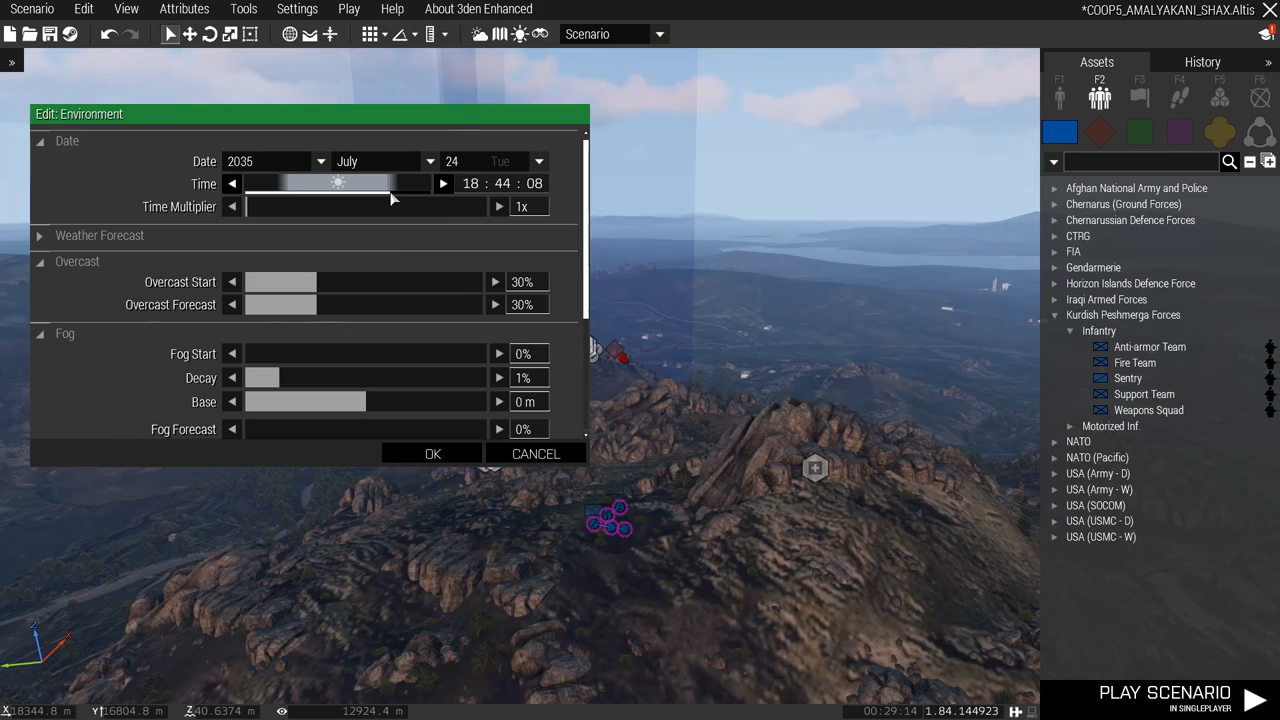 Scenario Edit View Attributes Tools Settings Play Help About 3den Enhanced *COOP5_AMALYAKANI_SHAX.Altis
Scenario
»
Assets History »
F1 F2 F3 F4 F5 F6
Edit: Environment
Date
Date 2035 July 24 Tue
Time 18 : 44 : 08
Time Multiplier 1x
Weather Forecast
Overcast
Overcast Start 30%
Overcast Forecast 30%
Fog
Fog Start 0%
Decay 1%
Base 0 m
Fog Forecast 0%
OK CANCEL
Afghan National Army and Police
Chernarus (Ground Forces)
Chernarussian Defence Forces
CTRG
FIA
Gendarmerie
Horizon Islands Defence Force
Iraqi Armed Forces
Kurdish Peshmerga Forces
Infantry
Anti-armor Team
Fire Team
Sentry
Support Team
Weapons Squad
Motorized Inf.
NATO
NATO (Pacific)
USA (Army - D)
USA (Army - W)
USA (SOCOM)
USA (USMC - D)
USA (USMC - W)
Z X
PLAY SCENARIO
IN SINGLEPLAYER
X 18344.8 m Y 16804.8 m Z 40.6374 m 12924.4 m 00:29:14 1.84.144923